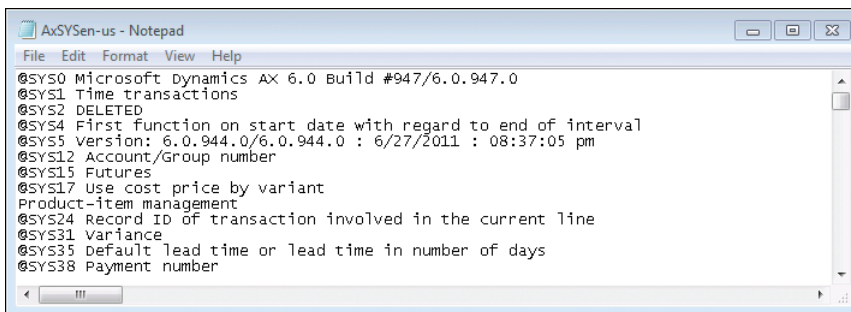 AxSYSen-us - Notepad
File Edit Format View Help
@SYS0 Microsoft Dynamics AX 6.0 Build #947/6.0.947.0
@SYS1 Time transactions
@SYS2 DELETED
@SYS4 First function on start date with regard to end of interval
@SYS5 Version: 6.0.944.0/6.0.944.0 : 6/27/2011 : 08:37:05 pm
@SYS12 Account/Group number
@SYS15 Futures
@SYS17 Use cost price by variant
Product-item management
@SYS24 Record ID of transaction involved in the current line
@SYS31 Variance
@SYS35 Default lead time or lead time in number of days
@SYS38 Payment number